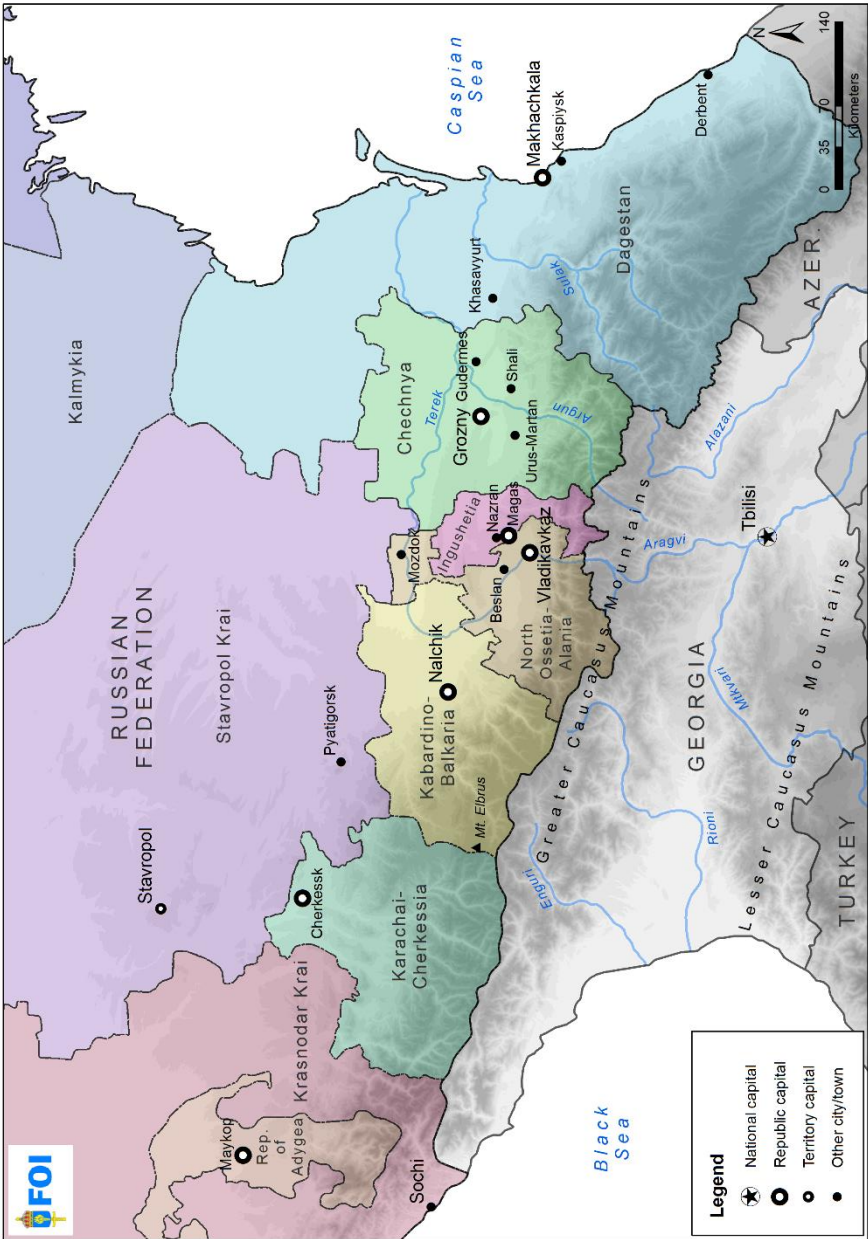 FOI
Kalmykia
RUSSIAN
FEDERATION
Stavropol Krai
Stavropol
Pyatigorsk
Krasnodar Krai
Maykop
Rep.
of
Adygea
Sochi
Cherkessk
Karachai-
Cherkessia
Mt. Elbrus
Kabardino-
Balkaria
Nalchik
Mozdok
North
Ossetia-
Alania
Beslan
Vladikavkaz
Ingushetia
Nazran
Magas
Chechnya
Terek
Grozny
Gudermes
Shali
Urus-Martan
Argun
Khasavyurt
Sulak
Dagestan
Makhachkala
Kaspiysk
Derbent
Caspian
Sea
Greater Caucasus Mountains
Enguri
Rioni
GEORGIA
Aragvi
Tbilisi
Mtkvari
Alazani
AZER.
Lesser Caucasus Mountains
TURKEY
Black
Sea
Legend
National capital
Republic capital
Territory capital
Other city/town
N
0 35 70 140
Kilometers